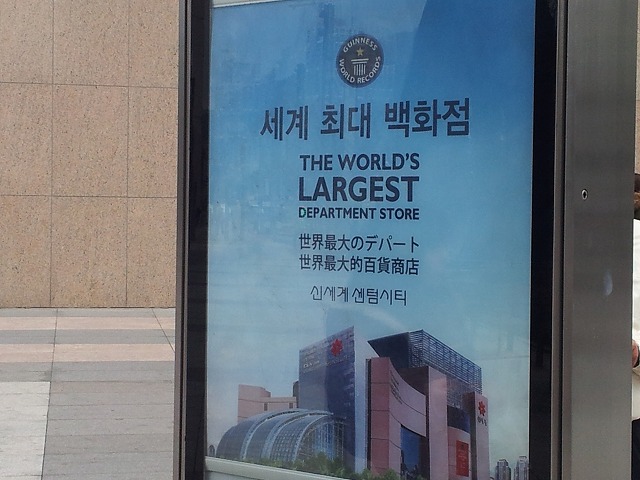 GUINNESS WORLD RECORDS
세계 최대 백화점
THE WORLD'S
LARGEST
DEPARTMENT STORE
世界最大のデパート
世界最大的百貨商店
신세계 센텀시티